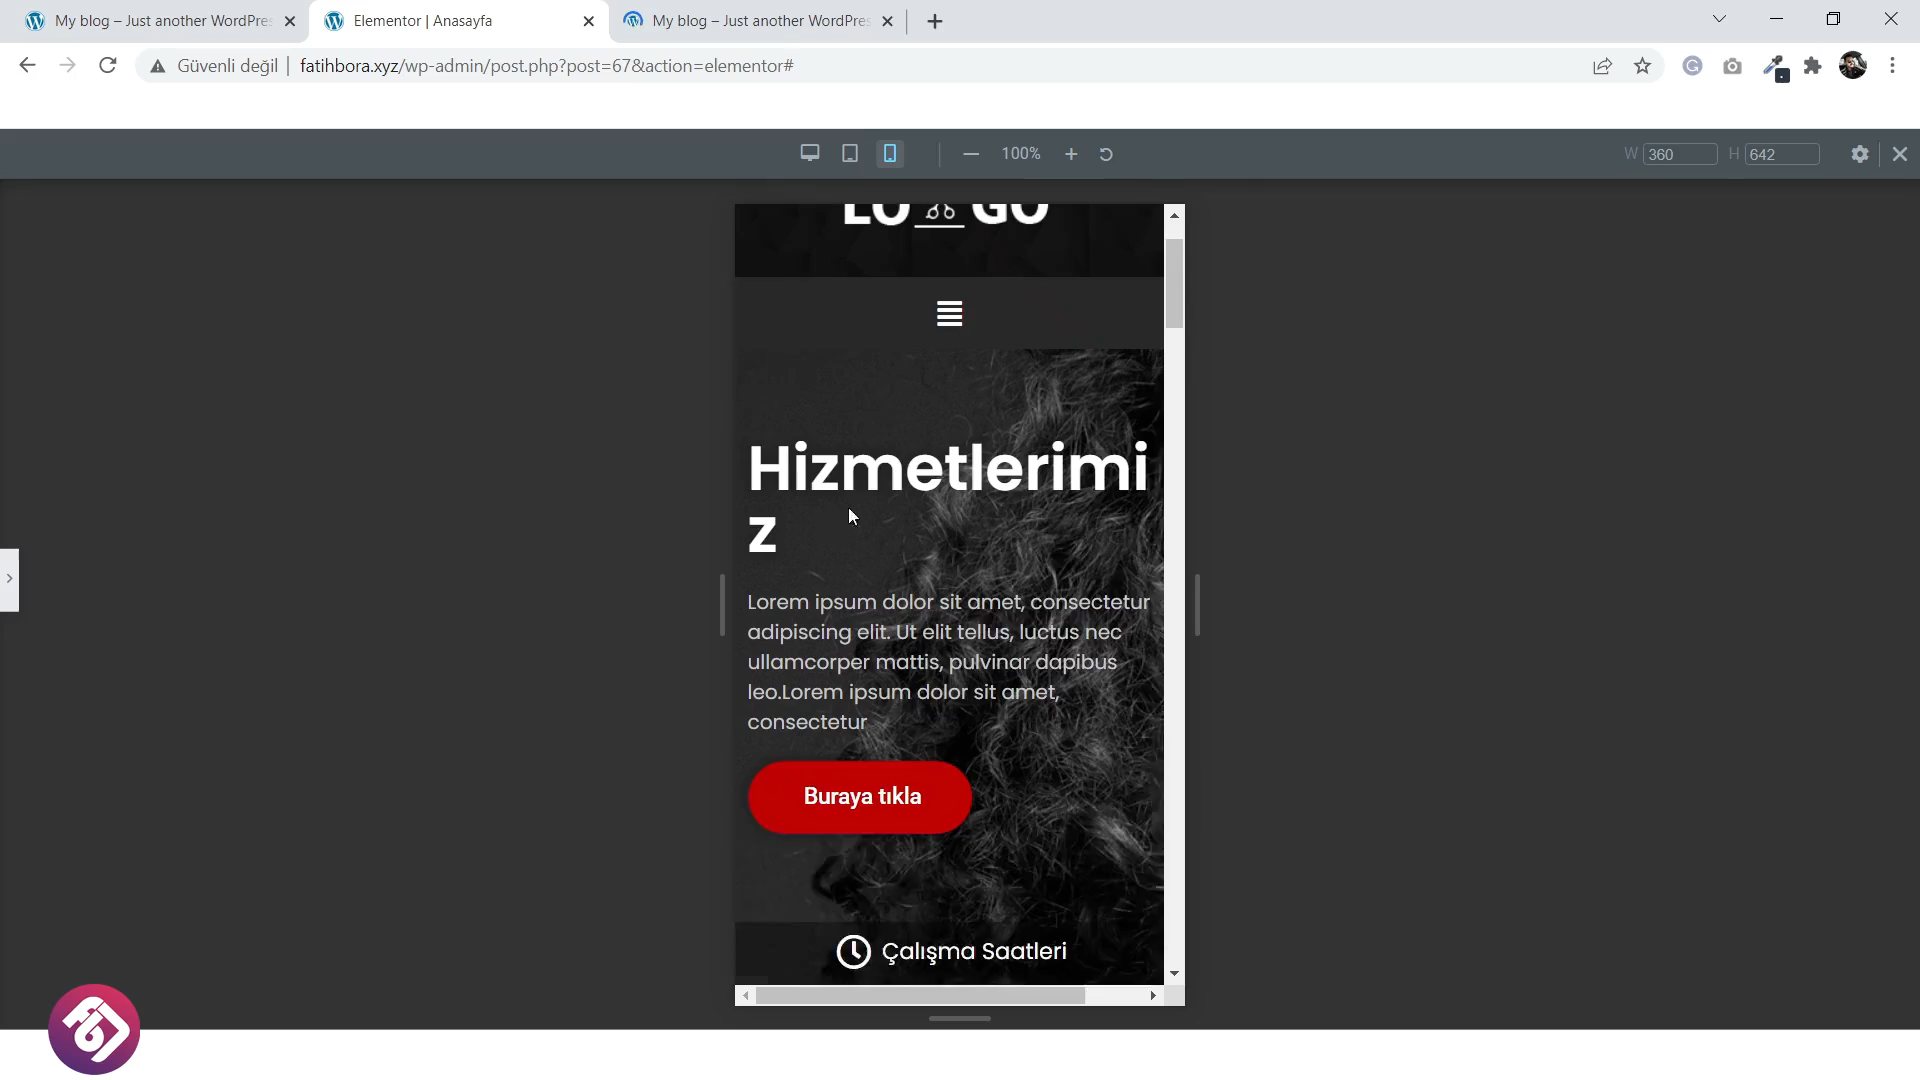 My blog – Just another WordPres
Elementor | Anasayfa
My blog – Just another WordPres
Güvenli değil
fatihbora.xyz/wp-admin/post.php?post=67&action=elementor#
100%
W 360 H 642
LO GO
Hizmetlerimi
z
Lorem ipsum dolor sit amet, consectetur
adipiscing elit. Ut elit tellus, luctus nec
ullamcorper mattis, pulvinar dapibus
leo.Lorem ipsum dolor sit amet,
consectetur
Buraya tıkla
Çalışma Saatleri